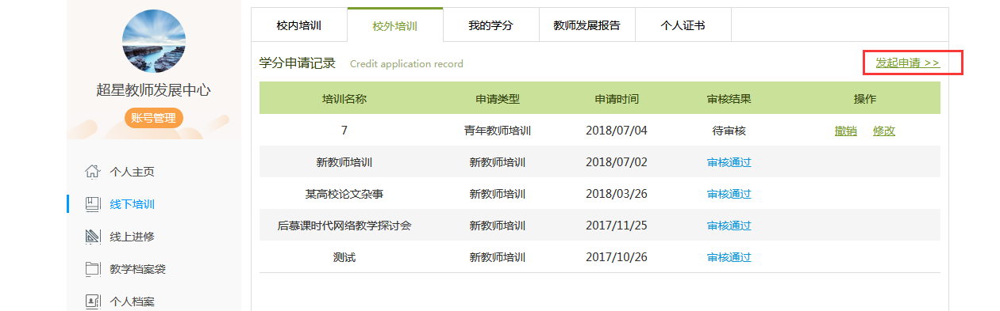 超星教师发展中心
账号管理
个人主页
线下培训
线上进修
教学档案袋
个人档案
校内培训 校外培训 我的学分 教师发展报告 个人证书
学分申请记录 Credit application record 发起申请 >>
培训名称 申请类型 申请时间 审核结果 操作
7 青年教师培训 2018/07/04 待审核 撤销 修改
新教师培训 新教师培训 2018/07/02 审核通过
某高校论文杂事 新教师培训 2018/03/26 审核通过
后慕课时代网络教学探讨会 新教师培训 2017/11/25 审核通过
测试 新教师培训 2017/10/26 审核通过